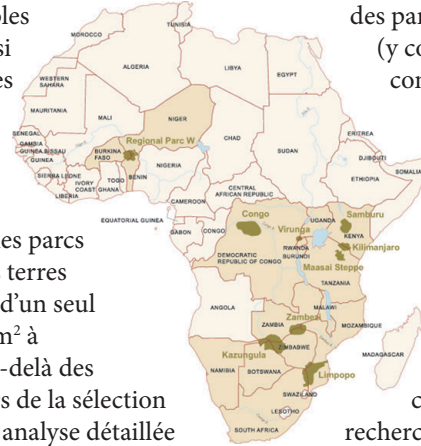 oles
si
es
des par
(y co
con
MOROCCO
TUNISIA
ALGERIA
LIBYA
EGYPT
WESTERN
SAHARA
MAURITANIA
MALI
NIGER
CHAD
SUDAN
ERITREA
DJIBOUTI
SENEGAL
GAMBIA
GUINEA BISSAU
GUINEA
SIERRA LEONE
LIBERIA
IVORY
COAST
BURKINA
FASO
GHANA
TOGO
BENIN
NIGERIA
Regional Parc W
ETHIOPIA
SOMALIA
CENTRAL
AFRICAN REPUBLIC
CAMEROON
EQUATORIAL GUINEA
GABON
CONGO
Congo
DEMOCRATIC
REPUBLIC OF CONGO
Virunga
UGANDA
RWANDA
BURUNDI
Samburu
KENYA
Kilimanjaro
Maasai Steppe
TANZANIA
les parcs
s terres
d’un seul
m² à
-delà des
s de la sélection
analyse détaillée
ANGOLA
ZAMBIA
Zambezi
MALAWI
MOZAMBIQUE
MADAGASCAR
Kazungula
ZIMBABWE
NAMIBIA
BOTSWANA
Limpopo
SWAZILAND
LESOTHO
SOUTH AFRICA
c
recherc